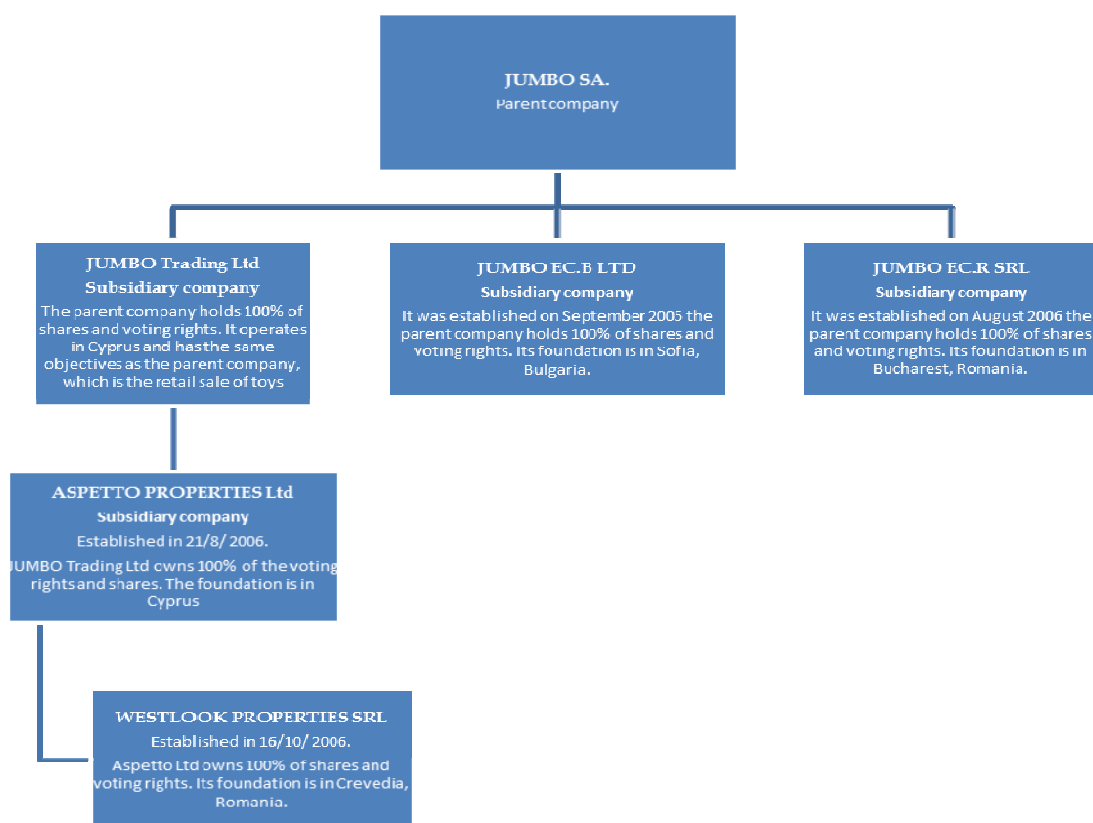 JUMBO SA.
Parent company
JUMBO Trading Ltd
Subsidiary company
The parent company holds 100% of
shares and voting rights. It operates
in Cyprus and has the same
objectives as the parent company,
which is the retail sale of toys
JUMBO EC.B LTD
Subsidiary company
It was established on September 2005 the
parent company holds 100% of shares and
voting rights. Its foundation is in Sofia,
Bulgaria.
JUMBO EC.R SRL
Subsidiary company
It was established on August 2006 the
parent company holds 100% of shares
and voting rights. Its foundation is in
Bucharest, Romania.
ASPETTO PROPERTIES Ltd
Subsidiary company
Established in 21/8/ 2006.
JUMBO Trading Ltd owns 100% of the voting
rights and shares. The foundation is in
Cyprus
WESTLOOK PROPERTIES SRL
Established in 16/10/ 2006.
Aspetto Ltd owns 100% of shares and
voting rights. Its foundation is in Crevedia,
Romania.